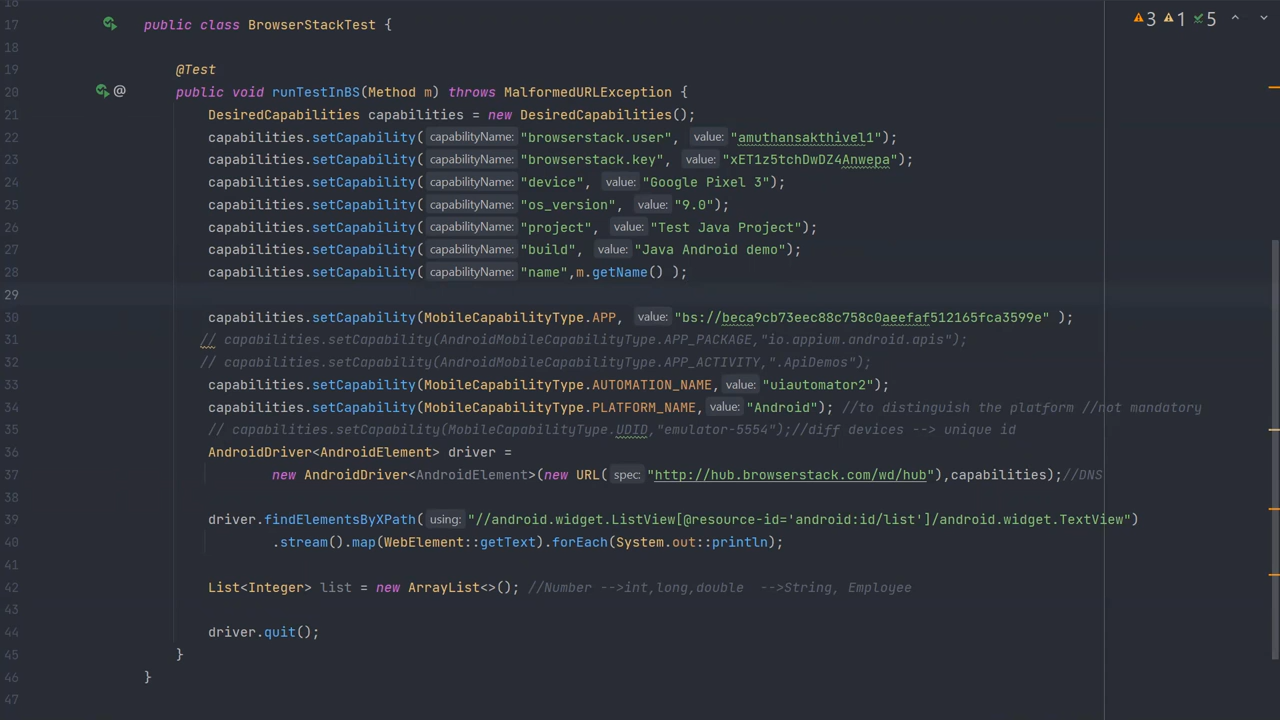 16
3 1 5
17 public class BrowserStackTest {
18
19 @Test
20 @ public void runTestInBS(Method m) throws MalformedURLException {
21 DesiredCapabilities capabilities = new DesiredCapabilities();
22 capabilities.setCapability( capabilityName: "browserstack.user", value: "amuthansakthivel1");
23 capabilities.setCapability( capabilityName: "browserstack.key", value: "xET1z5tchDwDZ4Anwepa");
24 capabilities.setCapability( capabilityName: "device", value: "Google Pixel 3");
25 capabilities.setCapability( capabilityName: "os_version", value: "9.0");
26 capabilities.setCapability( capabilityName: "project", value: "Test Java Project");
27 capabilities.setCapability( capabilityName: "build", value: "Java Android demo");
28 capabilities.setCapability( capabilityName: "name",m.getName() );
29
30 capabilities.setCapability(MobileCapabilityType.APP, value: "bs://beca9cb73eec88c758c0aeefaf512165fca3599e" );
31 // capabilities.setCapability(AndroidMobileCapabilityType.APP_PACKAGE,"io.appium.android.apis");
32 // capabilities.setCapability(AndroidMobileCapabilityType.APP_ACTIVITY,".ApiDemos");
33 capabilities.setCapability(MobileCapabilityType.AUTOMATION_NAME, value: "uiautomator2");
34 capabilities.setCapability(MobileCapabilityType.PLATFORM_NAME, value: "Android"); //to distinguish the platform //not mandatory
35 // capabilities.setCapability(MobileCapabilityType.UDID,"emulator-5554");//diff devices --> unique id
36 AndroidDriver<AndroidElement> driver =
37 new AndroidDriver<AndroidElement>(new URL( spec: "http://hub.browserstack.com/wd/hub"),capabilities);//DNS
38
39 driver.findElementsByXPath( using: "//android.widget.ListView[@resource-id='android:id/list']/android.widget.TextView")
40 .stream().map(WebElement::getText).forEach(System.out::println);
41
42 List<Integer> list = new ArrayList<>(); //Number -->int,long,double -->String, Employee
43
44 driver.quit();
45 }
46 }
47